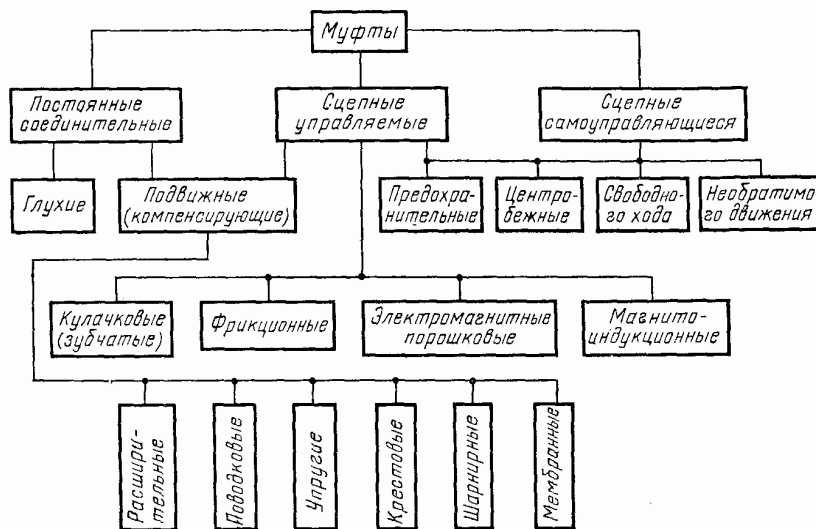 Муфты
Постоянные
соединительные
Сцепные
управляемые
Сцепные
самоуправляющиеся
Глухие
Подвижные
(компенсирующие)
Предохра-
нительные
Центро-
бежные
Свободно-
го хода
Необратимо-
го движения
Кулачковые
(зубчатые)
Фрикционные
Электромагнитные
порошковые
Магнито-
индукционные
Расшири-
тельные
Поводковые
Упругие
Крестовые
Шарнирные
Мембранные